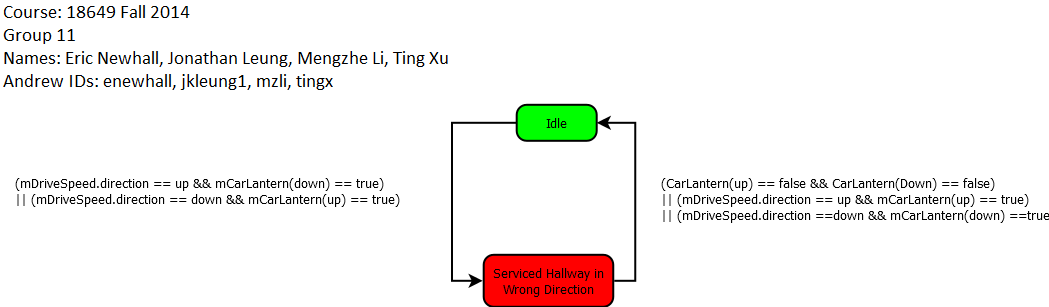 Course: 18649 Fall 2014
Group 11
Names: Eric Newhall, Jonathan Leung, Mengzhe Li, Ting Xu
Andrew IDs: enewhall, jkleung1, mzli, tingx
Idle
(mDriveSpeed.direction == up && mCarLantern(down) == true)
|| (mDriveSpeed.direction == down && mCarLantern(up) == true)
(CarLantern(up) == false && CarLantern(Down) == false)
|| (mDriveSpeed.direction == up && mCarLantern(up) == true)
|| (mDriveSpeed.direction ==down && mCarLantern(down) ==true
Serviced Hallway in
Wrong Direction